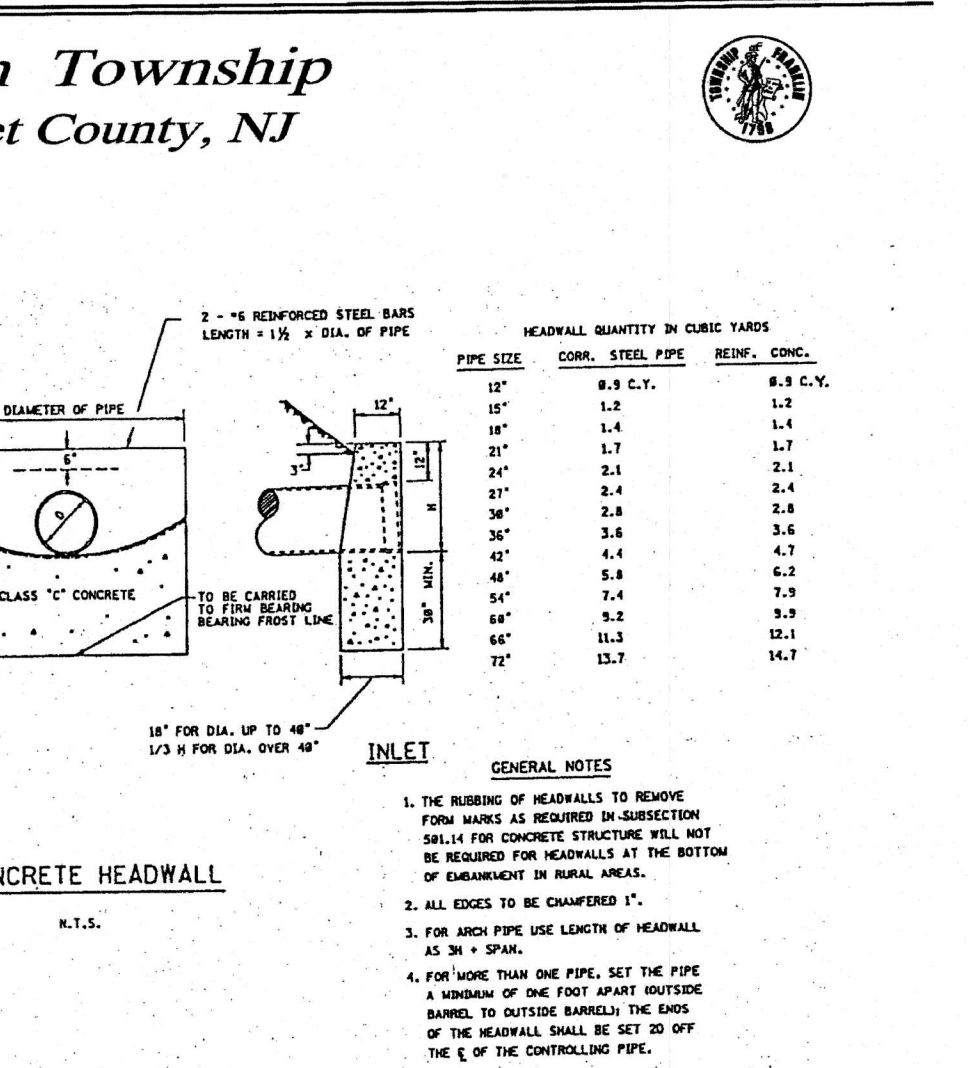 n Township
et County, NJ
TOWNSHIP FRANKLIN
1798
2 - #6 REINFORCED STEEL BARS
LENGTH = 1½ x DIA. OF PIPE
DIAMETER OF PIPE
6"
D
CLASS "C" CONCRETE
TO BE CARRIED
TO FIRM BEARING
BEARING FROST LINE
12"
3"
12"
H
30" MIN.
18" FOR DIA. UP TO 48"
1/3 H FOR DIA. OVER 48"
INLET
HEADWALL QUANTITY IN CUBIC YARDS
PIPE SIZE CORR. STEEL PIPE REINF. CONC.
12" 0.9 C.Y. 0.9 C.Y.
15" 1.2 1.2
18" 1.4 1.4
21" 1.7 1.7
24" 2.1 2.1
27" 2.4 2.4
30" 2.8 2.8
36" 3.6 3.6
42" 4.4 4.7
48" 5.8 6.2
54" 7.4 7.9
60" 9.2 9.9
66" 11.3 12.1
72" 13.7 14.7
NCRETE HEADWALL
N.T.S.
GENERAL NOTES
1. THE RUBBING OF HEADWALLS TO REMOVE
FORM MARKS AS REQUIRED IN SUBSECTION
501.14 FOR CONCRETE STRUCTURE WILL NOT
BE REQUIRED FOR HEADWALLS AT THE BOTTOM
OF EMBANKMENT IN RURAL AREAS.
2. ALL EDGES TO BE CHAMFERED 1".
3. FOR ARCH PIPE USE LENGTH OF HEADWALL
AS 3H + SPAN.
4. FOR MORE THAN ONE PIPE, SET THE PIPE
A MINIMUM OF ONE FOOT APART (OUTSIDE
BARREL TO OUTSIDE BARREL); THE ENDS
OF THE HEADWALL SHALL BE SET 2D OFF
THE ℄ OF THE CONTROLLING PIPE.